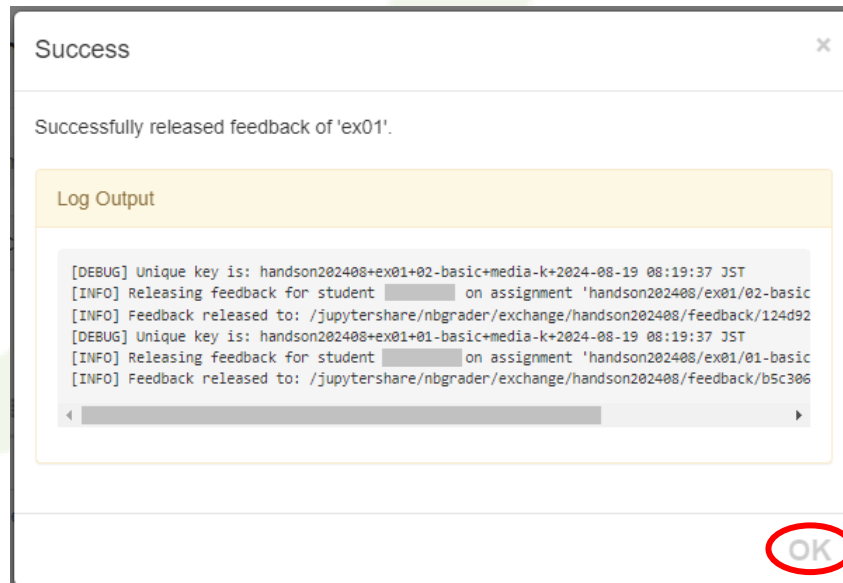 Success
×
Successfully released feedback of 'ex01'.
Log Output
[DEBUG] Unique key is: handson202408+ex01+02-basic+media-k+2024-08-19 08:19:37 JST
[INFO] Releasing feedback for student on assignment 'handson202408/ex01/02-basic
[INFO] Feedback released to: /jupytershare/nbgrader/exchange/handson202408/feedback/124d92
[DEBUG] Unique key is: handson202408+ex01+01-basic+media-k+2024-08-19 08:19:37 JST
[INFO] Releasing feedback for student on assignment 'handson202408/ex01/01-basic
[INFO] Feedback released to: /jupytershare/nbgrader/exchange/handson202408/feedback/b5c306
OK